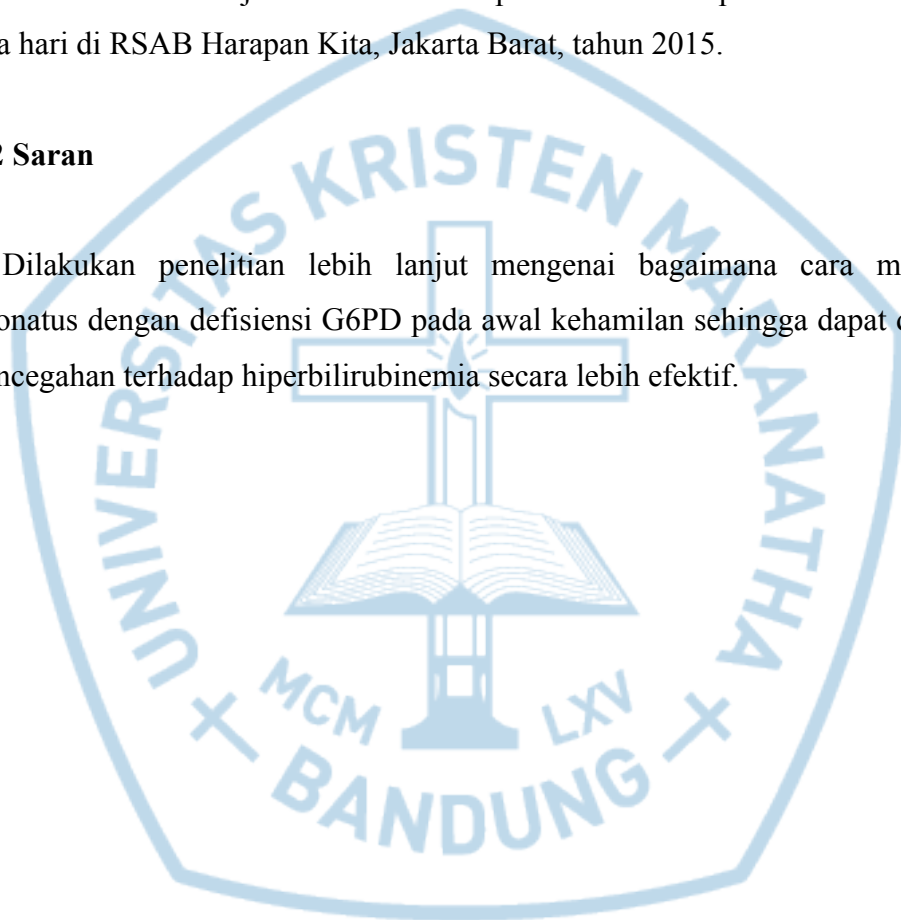 a hari di RSAB Harapan Kita, Jakarta Barat, tahun 2015.
2 Saran
Dilakukan penelitian lebih lanjut mengenai bagaimana cara m
onatus dengan defisiensi G6PD pada awal kehamilan sehingga dapat
ncegahan terhadap hiperbilirubinemia secara lebih efektif.
UNIVERSITAS KRISTEN MARANATHA
MCM LXV
BANDUNG